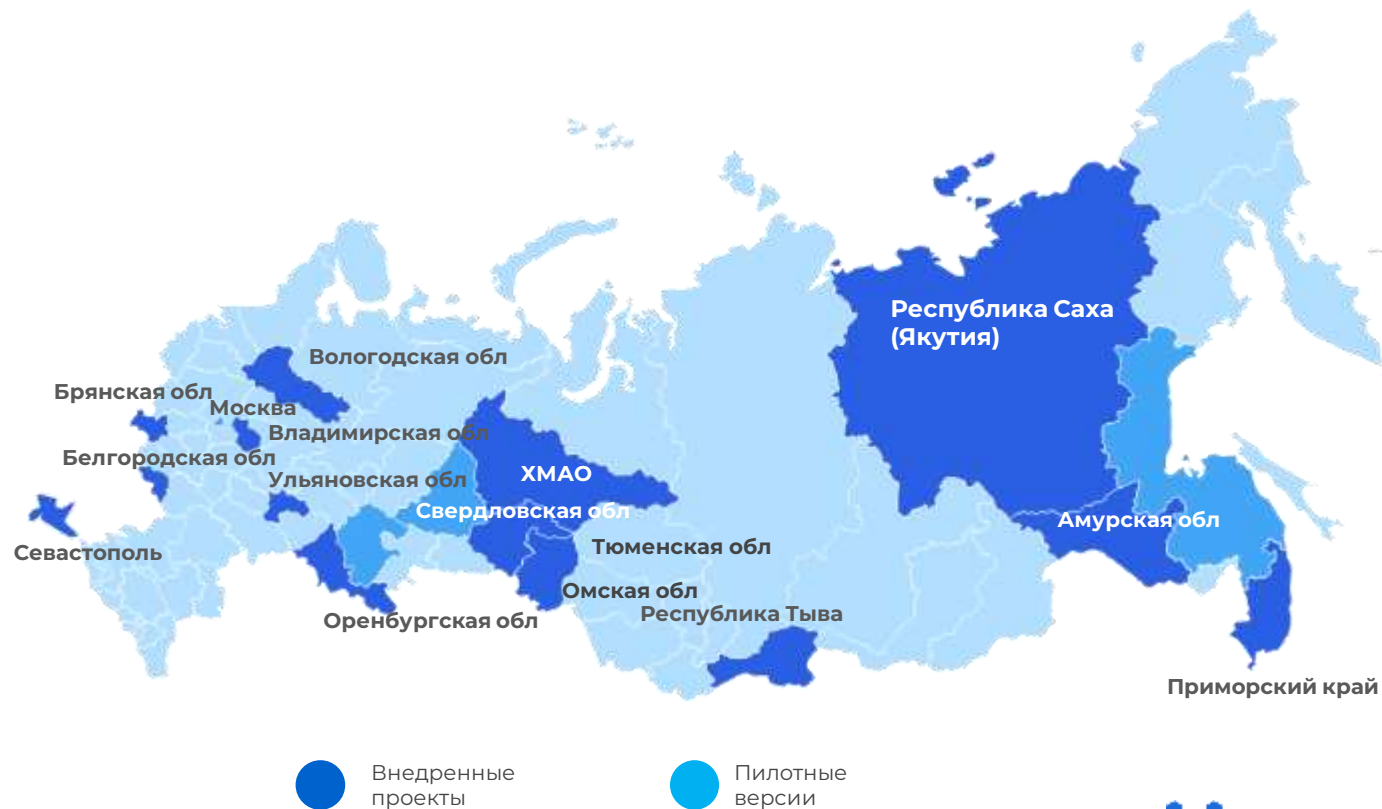 Республика Саха
(Якутия)
Вологодская обл
Брянская обл
Москва
Владимирская обл
Белгородская обл
Ульяновская обл
ХМАО
Свердловская обл
Амурская обл
Севастополь
Тюменская обл
Омская обл
Республика Тыва
Оренбургская обл
Приморский край
Внедренные
проекты
Пилотные
версии